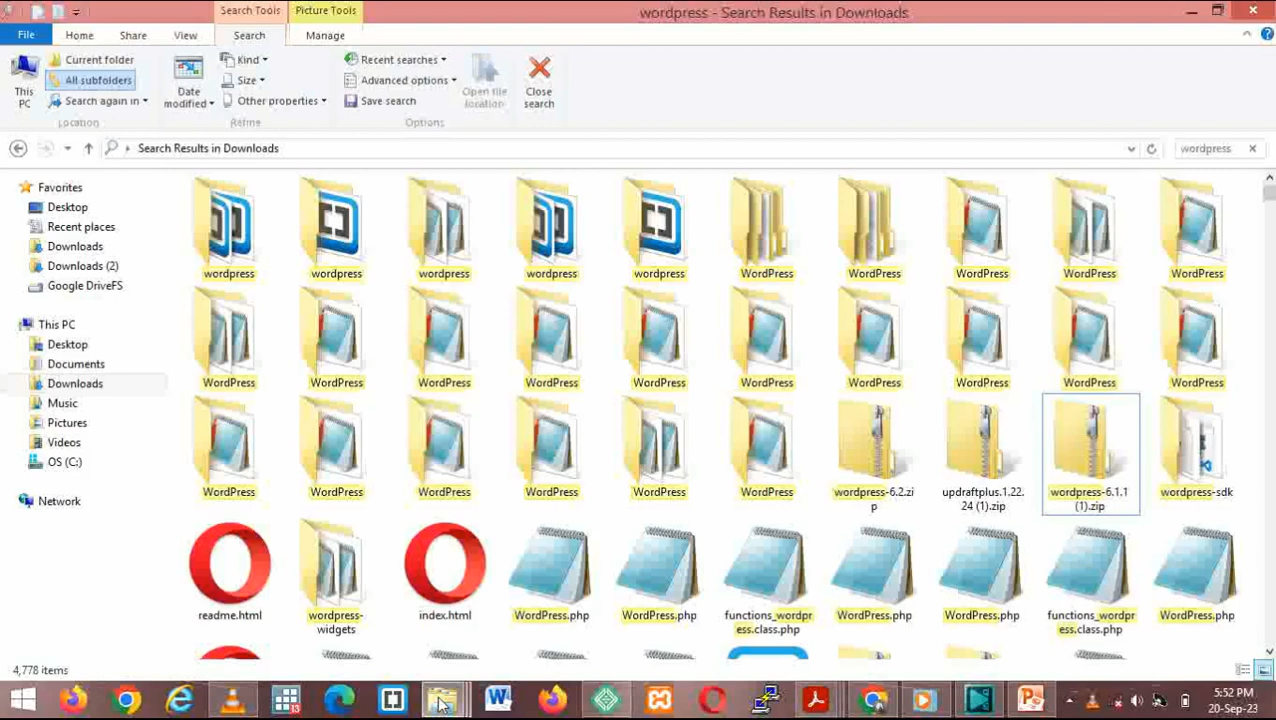 Search Tools Picture Tools wordpress - Search Results in Downloads
File Home Share View Search Manage
This PC
Current folder
All subfolders
Search again in
Location
Date modified
Kind
Size
Other properties
Refine
Recent searches
Advanced options
Save search
Options
Open file location
Close search
Search Results in Downloads wordpress
Favorites
Desktop
Recent places
Downloads
Downloads (2)
Google DriveFS
This PC
Desktop
Documents
Downloads
Music
Pictures
Videos
OS (C:)
Network
wordpress wordpress wordpress wordpress wordpress WordPress WordPress WordPress WordPress WordPress
WordPress WordPress WordPress WordPress WordPress WordPress WordPress WordPress WordPress WordPress
WordPress WordPress WordPress WordPress WordPress wordpress-6.2.zi updraftplus.1.22. wordpress-6.1.1 wordpress-sdk
p 24 (1).zip (1).zip
readme.html wordpress- index.html WordPress.php WordPress.php functions_wordpr WordPress.php WordPress.php functions_wordpr WordPress.php
widgets ess.class.php ess.class.php
4,778 items
13
5:52 PM
20-Sep-23